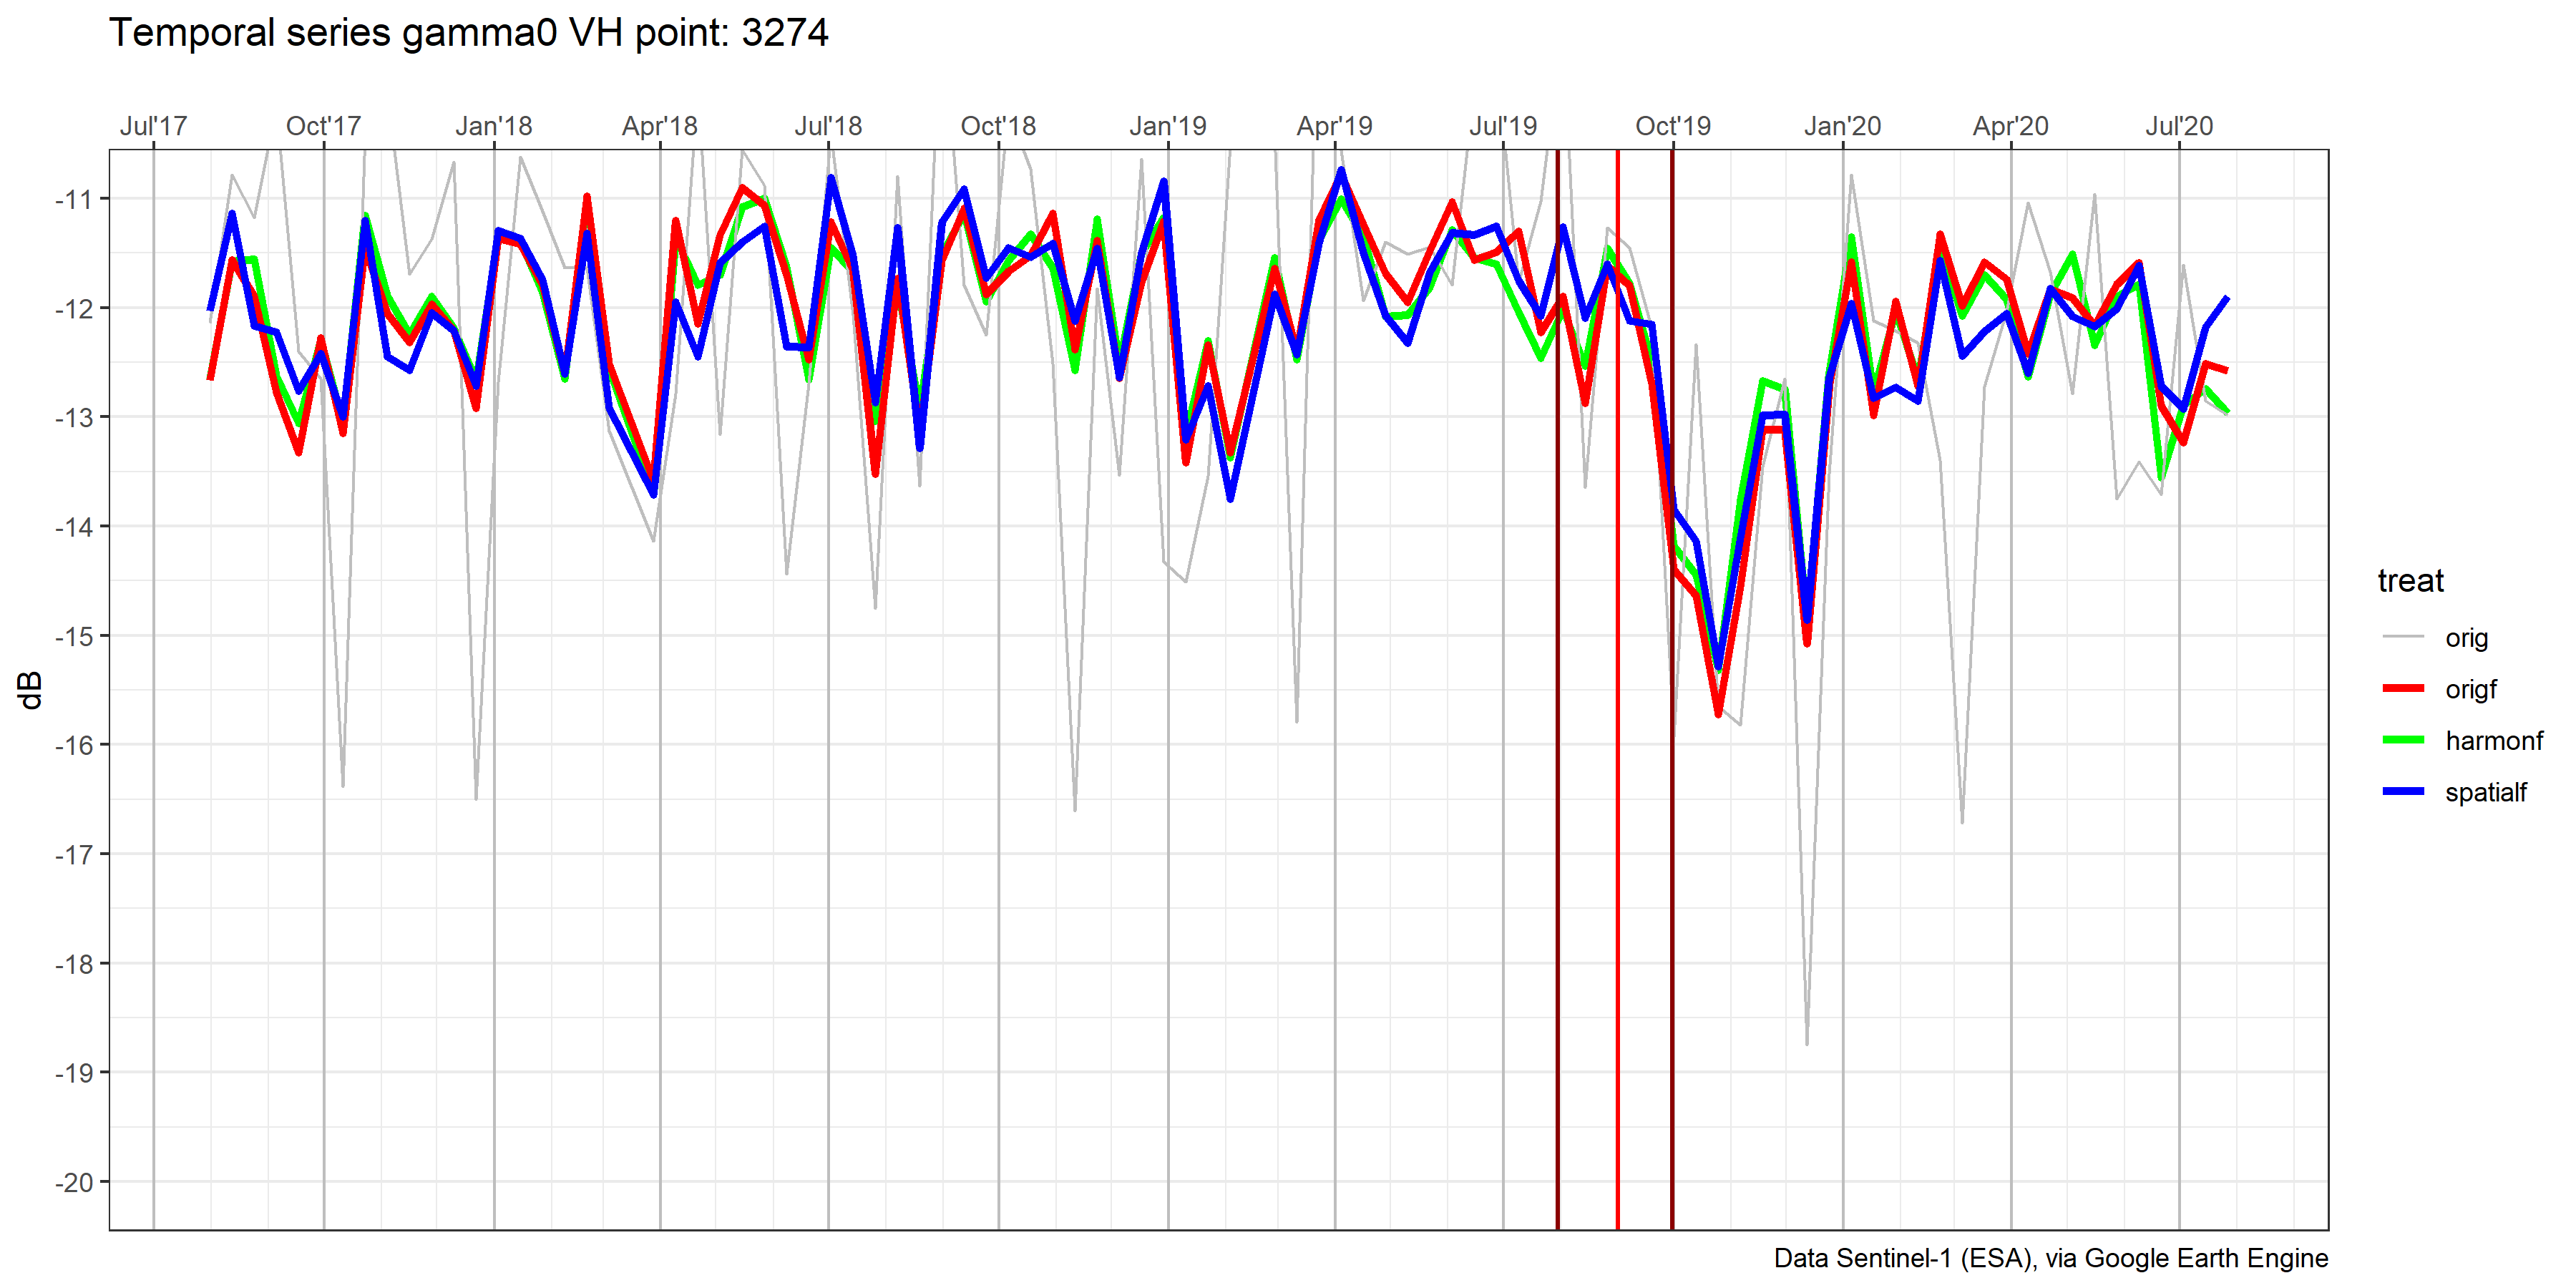 Temporal series gamma0 VH point: 3274
Jul'17 Oct'17 Jan'18 Apr'18 Jul'18 Oct'18 Jan'19 Apr'19 Jul'19 Oct'19 Jan'20 Apr'20 Jul'20
-11
-12
-13
-14
-15
-16
-17
-18
-19
-20
dB
treat
orig
origf
harmonf
spatialf
Data Sentinel-1 (ESA), via Google Earth Engine